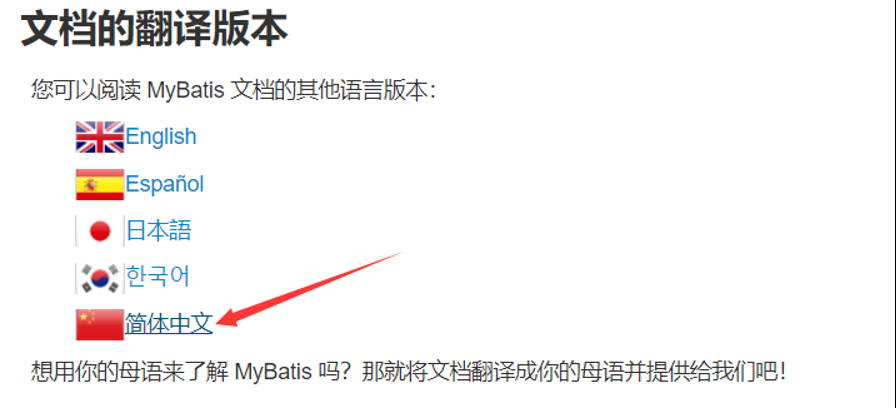 文档的翻译版本
您可以阅读 MyBatis 文档的其他语言版本：
English
Español
日本語
한국어
简体中文
想用你的母语来了解 MyBatis 吗？那就将文档翻译成你的母语并提供给我们吧！